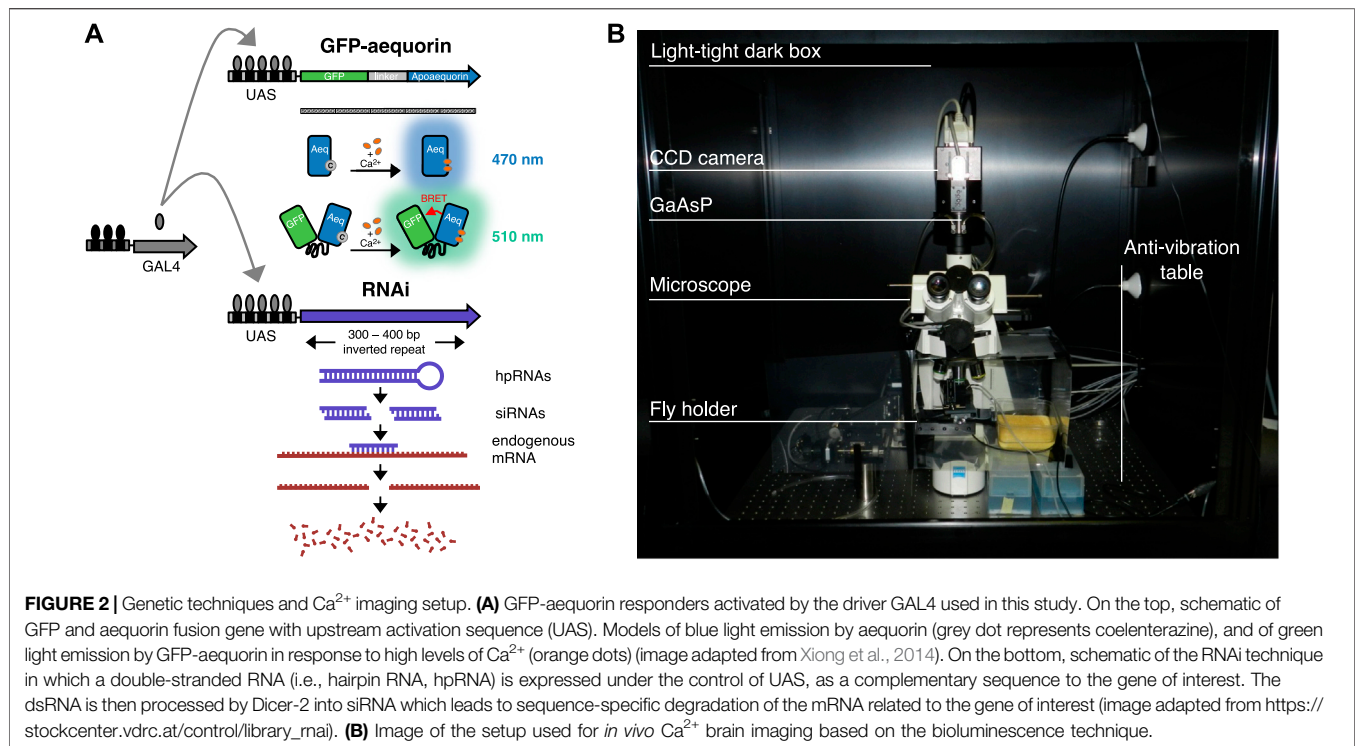 A
GFP-aequorin
GFP linker Apoaequorin
UAS
Aeq
C
+
Ca²⁺
Aeq
470 nm
BRET
GFP Aeq
C
+
Ca²⁺
GFP Aeq
510 nm
GAL4
RNAi
UAS
300 – 400 bp
inverted repeat
hpRNAs
siRNAs
endogenous
mRNA
B
Light-tight dark box
CCD camera
GaAsP
Microscope
Anti-vibration
table
Fly holder
FIGURE 2 | Genetic techniques and Ca²⁺ imaging setup. (A) GFP-aequorin responders activated by the driver GAL4 used in this study. On the top, schematic of
GFP and aequorin fusion gene with upstream activation sequence (UAS). Models of blue light emission by aequorin (grey dot represents coelenterazine), and of green
light emission by GFP-aequorin in response to high levels of Ca²⁺ (orange dots) (image adapted from Xiong et al., 2014). On the bottom, schematic of the RNAi technique
in which a double-stranded RNA (i.e., hairpin RNA, hpRNA) is expressed under the control of UAS, as a complementary sequence to the gene of interest. The
dsRNA is then processed by Dicer-2 into siRNA which leads to sequence-specific degradation of the mRNA related to the gene of interest (image adapted from https://
stockcenter.vdrc.at/control/library_rnai). (B) Image of the setup used for in vivo Ca²⁺ brain imaging based on the bioluminescence technique.